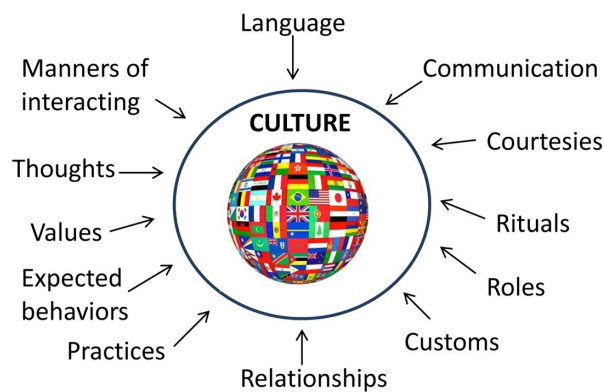 Language
Manners of
interacting
Communication
CULTURE
Courtesies
Thoughts
Rituals
Values
Expected
behaviors
Roles
Customs
Practices
Relationships